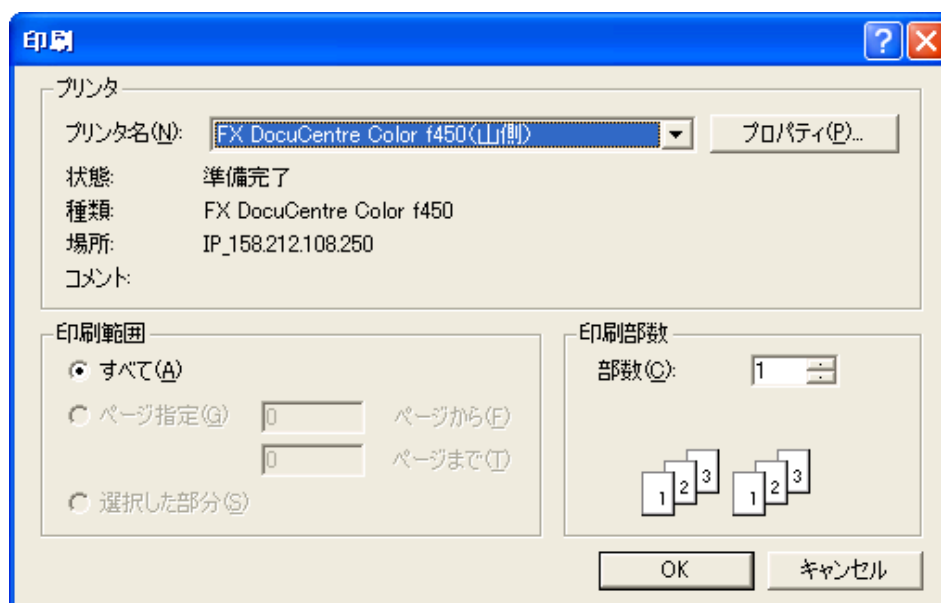 印刷
プリンタ
プリンタ名(N): FX DocuCentre Color f450(山側) プロパティ(P)...
状態: 準備完了
種類: FX DocuCentre Color f450
場所: IP_158.212.108.250
コメント:
印刷範囲
すべて(A)
ページ指定(G) 0 ページから(F)
0 ページまで(T)
選択した部分(S)
印刷部数
部数(C): 1
1 2 3 1 2 3
OK キャンセル